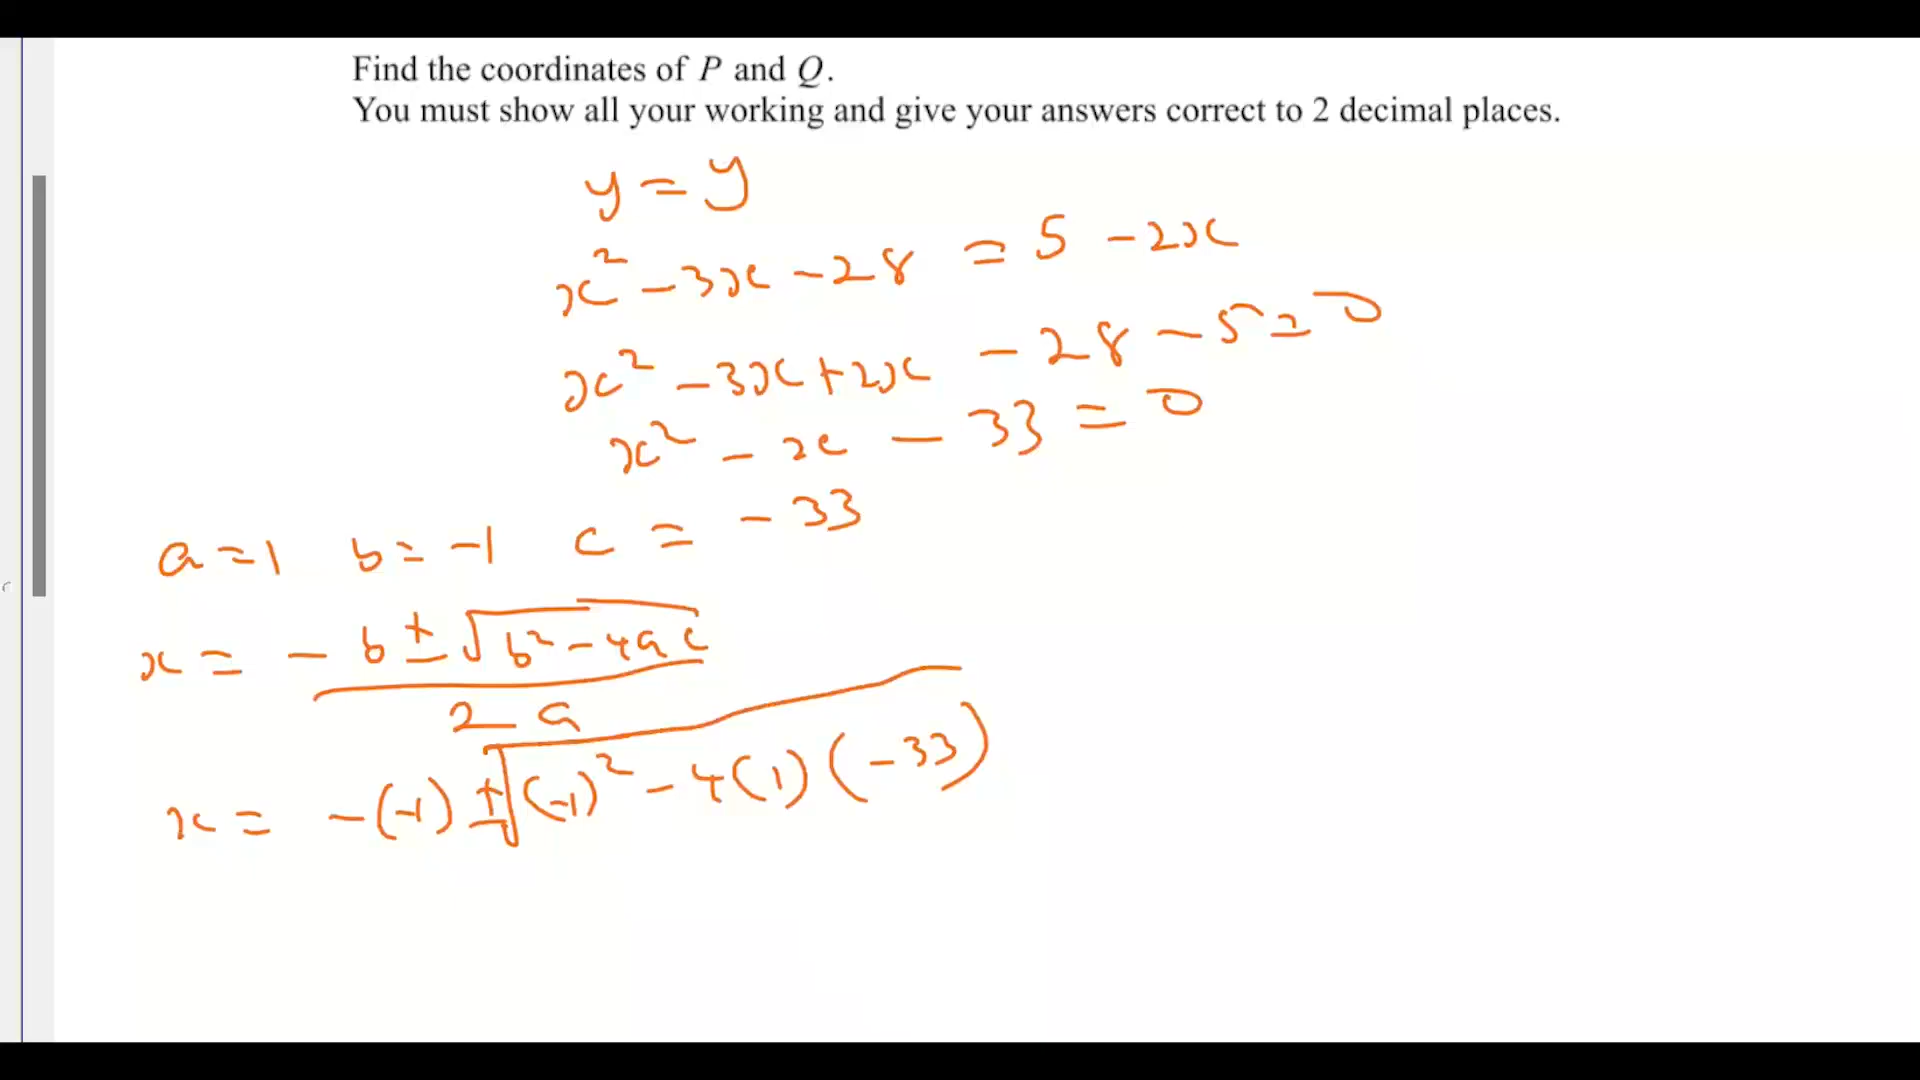 Find the coordinates of P and Q.
You must show all your working and give your answers correct to 2 decimal places.
y = y
x² - 3x - 28 = 5 - 2x
x² - 3x + 2x - 28 - 5 = 0
x² - x - 33 = 0
a = 1 b = -1 c = -33
x = - b ± √b² - 4ac
2a
x = -(-1) ± √(-1)² - 4(1)(-33)